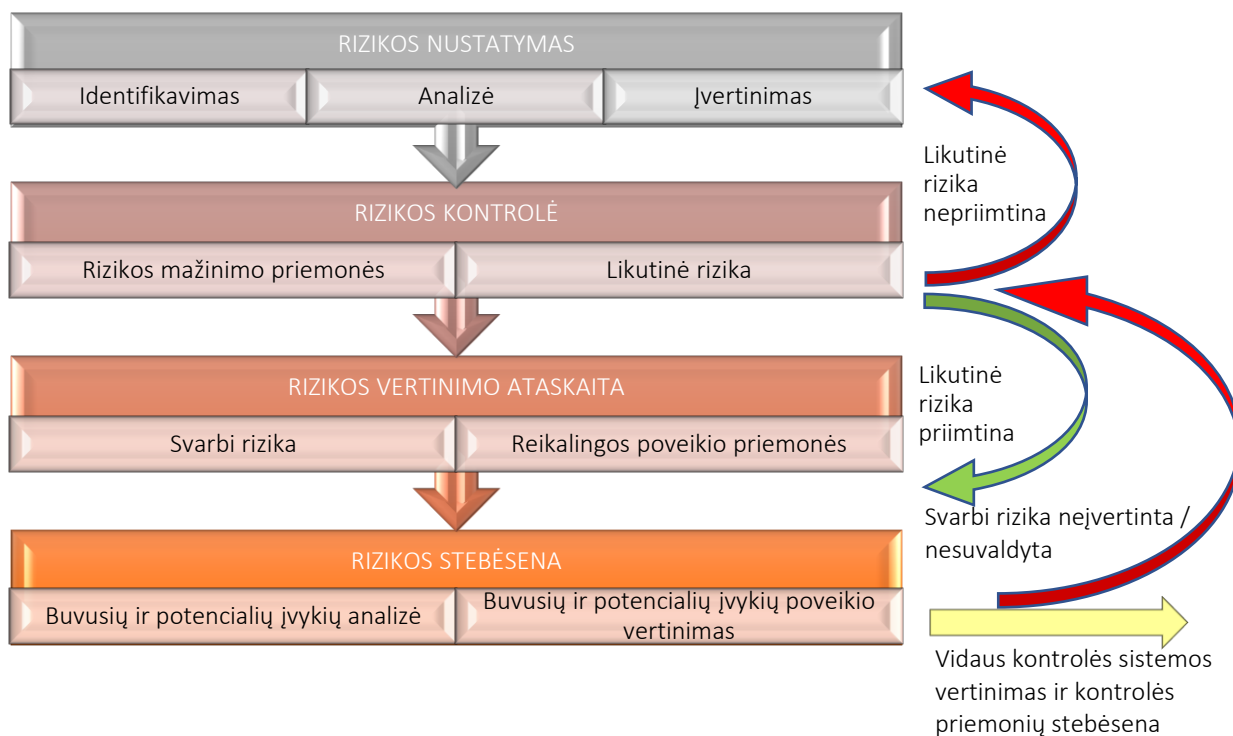 RIZIKOS NUSTATYMAS
Identifikavimas
Analizė
Įvertinimas
Likutinė
rizika
nepriimtina
RIZIKOS KONTROLĖ
Rizikos mažinimo priemonės
Likutinė rizika
RIZIKOS VERTINIMO ATASKAITA
Svarbi rizika
Reikalingos poveikio priemonės
Likutinė
rizika
priimtina
Svarbi rizika neįvertinta /
nesuvaldyta
RIZIKOS STEBĖSENA
Buvusių ir potencialių įvykių analizė
Buvusių ir potencialių įvykių poveikio
vertinimas
Vidaus kontrolės sistemos
vertinimas ir kontrolės
priemonių stebėsena